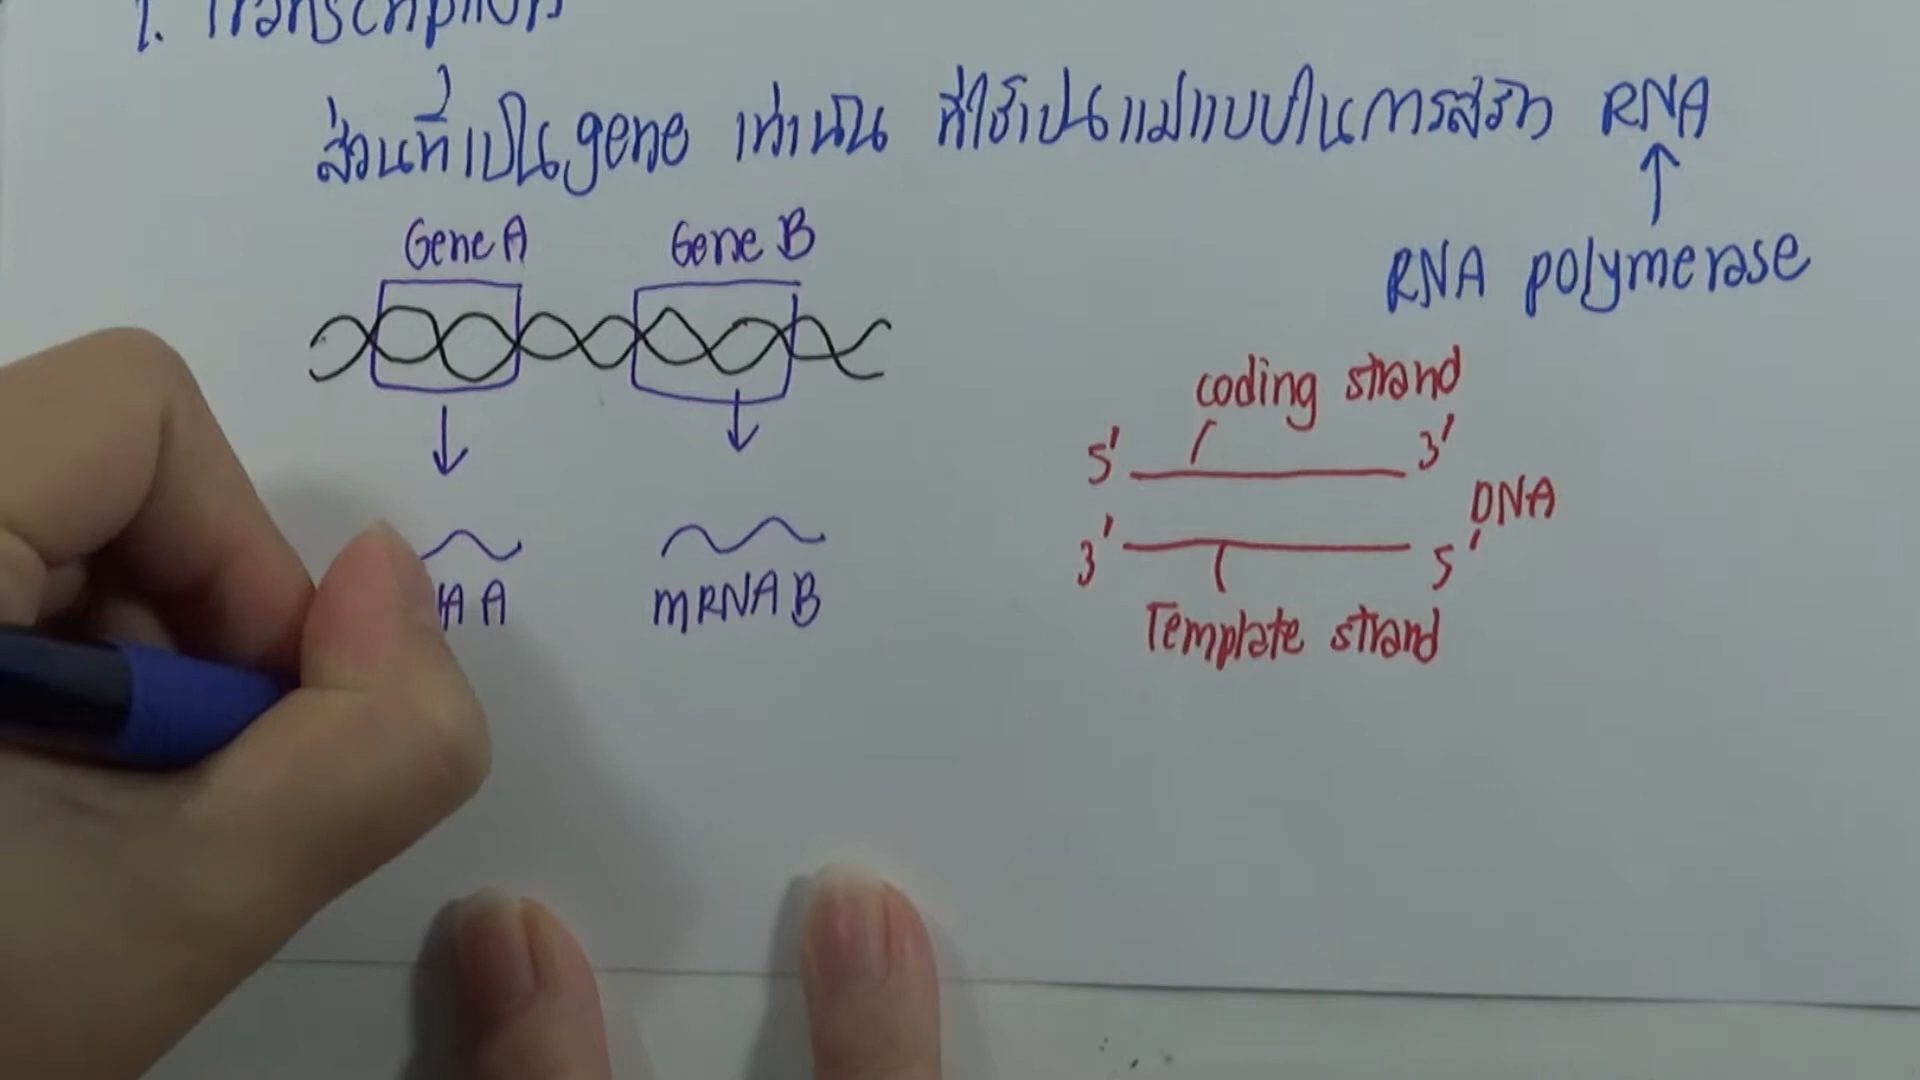 1. Transcription
ส่วนที่เป็น gene เท่านั้น ที่ใช้เป็นแม่แบบในการสร้าง RNA
Gene A Gene B
RNA polymerase
coding strand
5' 3'
DNA
3' 5'
A mRNA B
Template strand